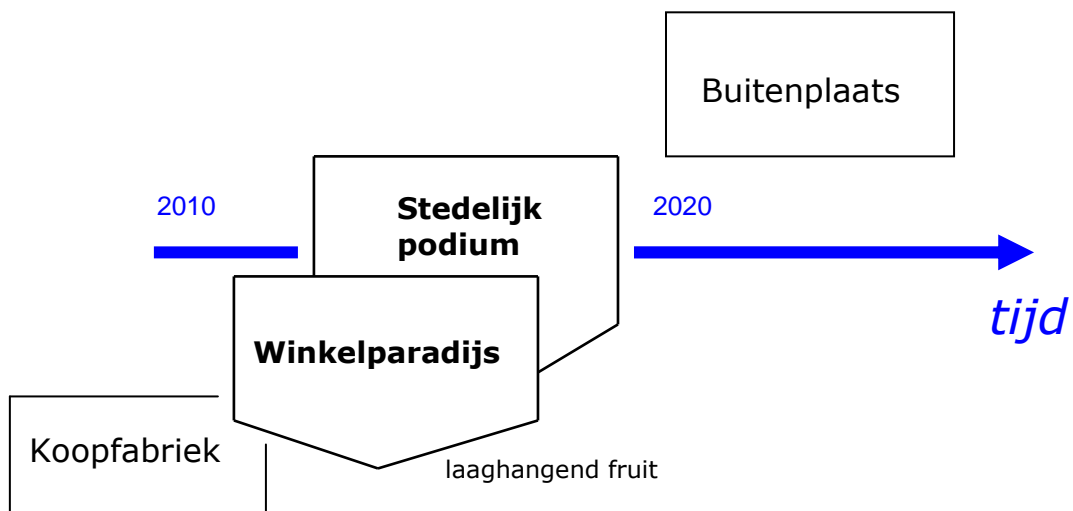 Buitenplaats
2010
Stedelijk
podium
2020
tijd
Winkelparadijs
Koopfabriek
laaghangend fruit